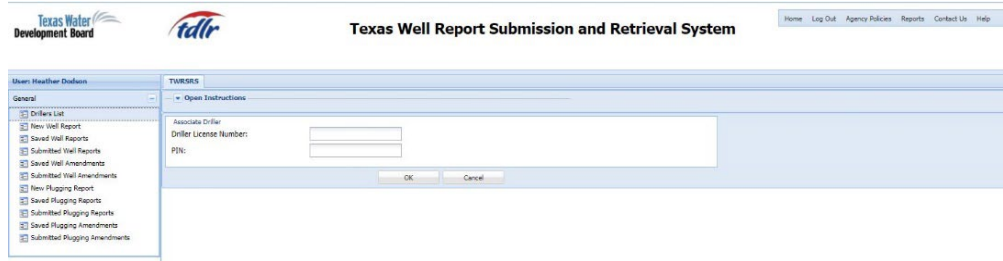 Texas Water
Development Board
tdlr
Texas Well Report Submission and Retrieval System
Home Log Out Agency Policies Reports Contact Us Help
User: Heather Dodson
General
Drillers List
New Well Report
Saved Well Reports
Submitted Well Reports
Saved Well Amendments
Submitted Well Amendments
New Plugging Report
Saved Plugging Reports
Submitted Plugging Reports
Saved Plugging Amendments
Submitted Plugging Amendments
TWRSRS
Open Instructions
Associate Driller
Driller License Number:
PIN:
OK Cancel